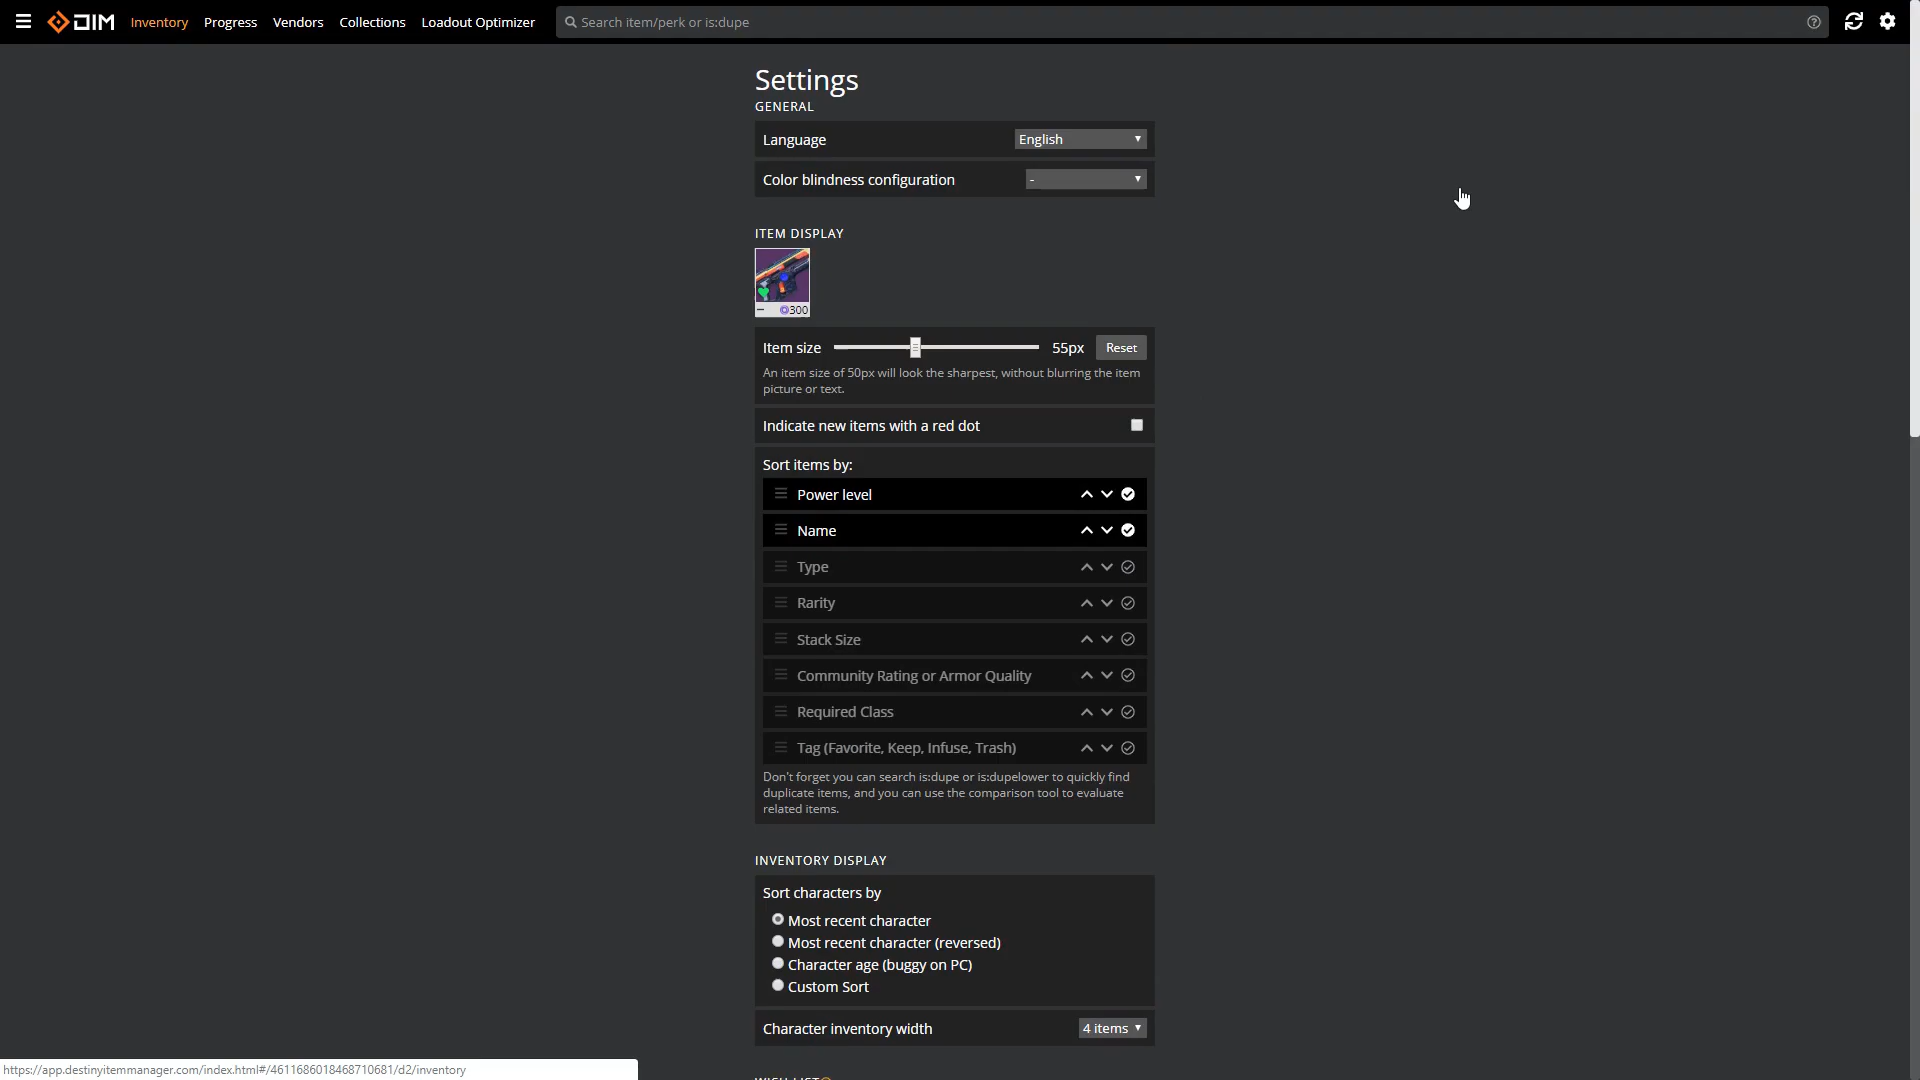 DIM Inventory Progress Vendors Collections Loadout Optimizer Search item/perk or is:dupe
Settings
GENERAL
Language English
Color blindness configuration -
ITEM DISPLAY
300
Item size 55px Reset
An item size of 50px will look the sharpest, without blurring the item
picture or text.
Indicate new items with a red dot
Sort items by:
Power level
Name
Type
Rarity
Stack Size
Community Rating or Armor Quality
Required Class
Tag (Favorite, Keep, Infuse, Trash)
Don't forget you can search is:dupe or is:dupelower to quickly find
duplicate items, and you can use the comparison tool to evaluate
related items.
INVENTORY DISPLAY
Sort characters by
Most recent character
Most recent character (reversed)
Character age (buggy on PC)
Custom Sort
Character inventory width 4 items
https://app.destinyitemmanager.com/index.html#/4611686018468710681/d2/inventory
WISH LIST